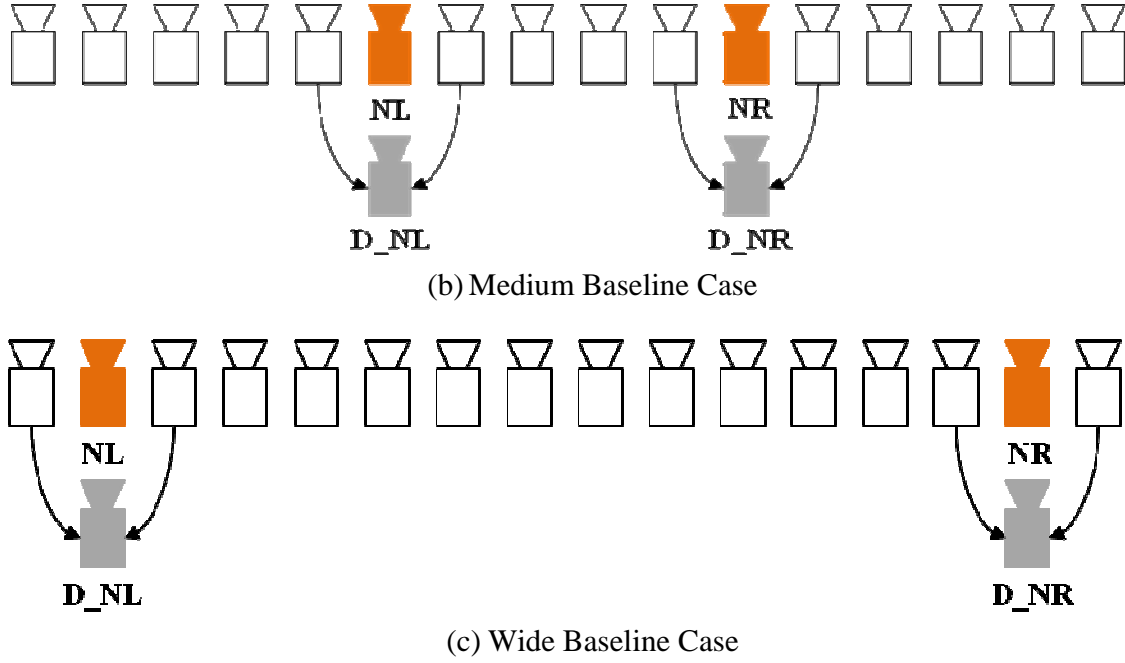 NL NR
D_NL D_NR
(b) Medium Baseline Case
NL NR
D_NL D_NR
(c) Wide Baseline Case